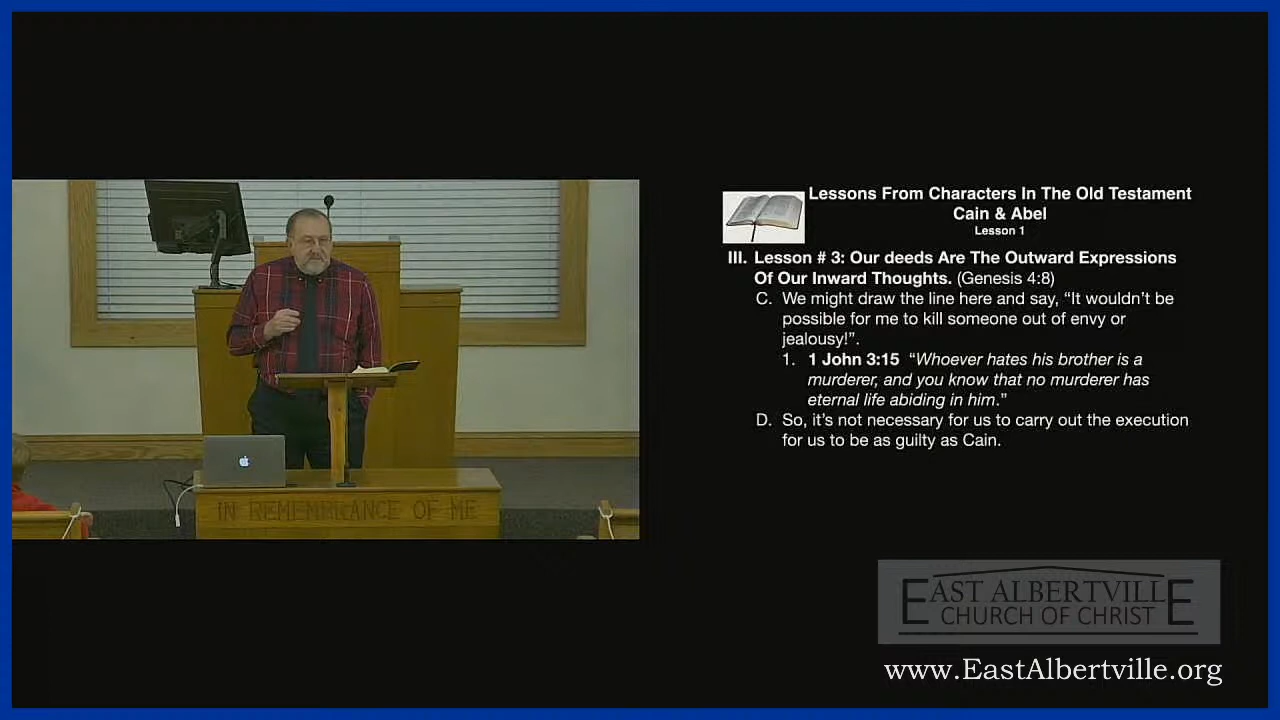 IN REMEMBRANCE OF ME
Lessons From Characters In The Old Testament
Cain & Abel
Lesson 1
III. Lesson # 3: Our deeds Are The Outward Expressions
Of Our Inward Thoughts. (Genesis 4:8)
C. We might draw the line here and say, “It wouldn’t be
possible for me to kill someone out of envy or
jealousy!”.
1. 1 John 3:15 “Whoever hates his brother is a
murderer, and you know that no murderer has
eternal life abiding in him.”
D. So, it’s not necessary for us to carry out the execution
for us to be as guilty as Cain.
EAST ALBERTVILLE
CHURCH OF CHRIST
www.EastAlbertville.org